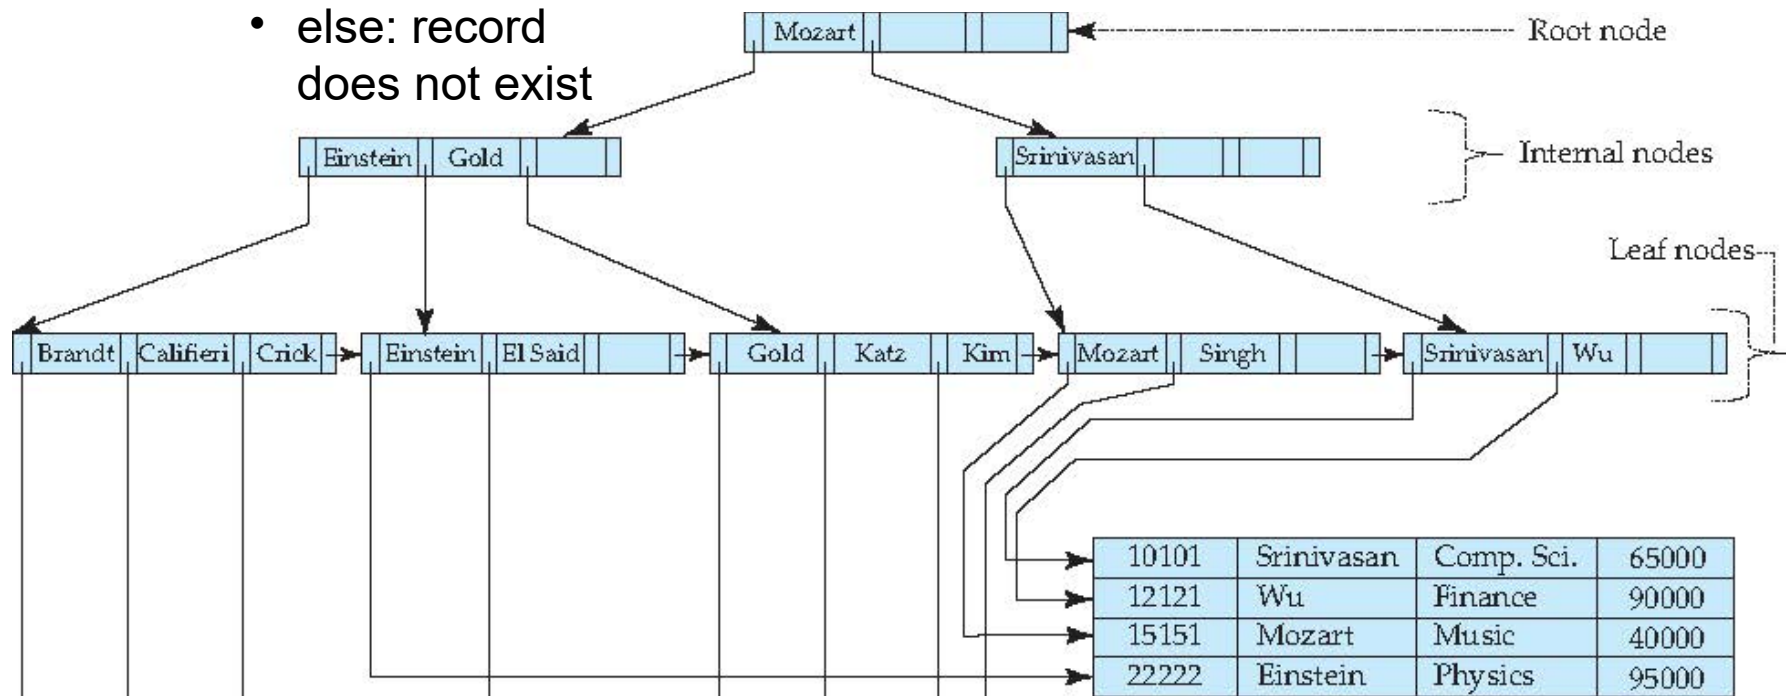 • else: record
does not exist
Mozart
Root node
Einstein Gold
Srinivasan
Internal nodes
Leaf nodes
Brandt Califieri Crick
Einstein El Said
Gold Katz Kim
Mozart Singh
Srinivasan Wu
10101 Srinivasan Comp. Sci. 65000
12121 Wu Finance 90000
15151 Mozart Music 40000
22222 Einstein Physics 95000